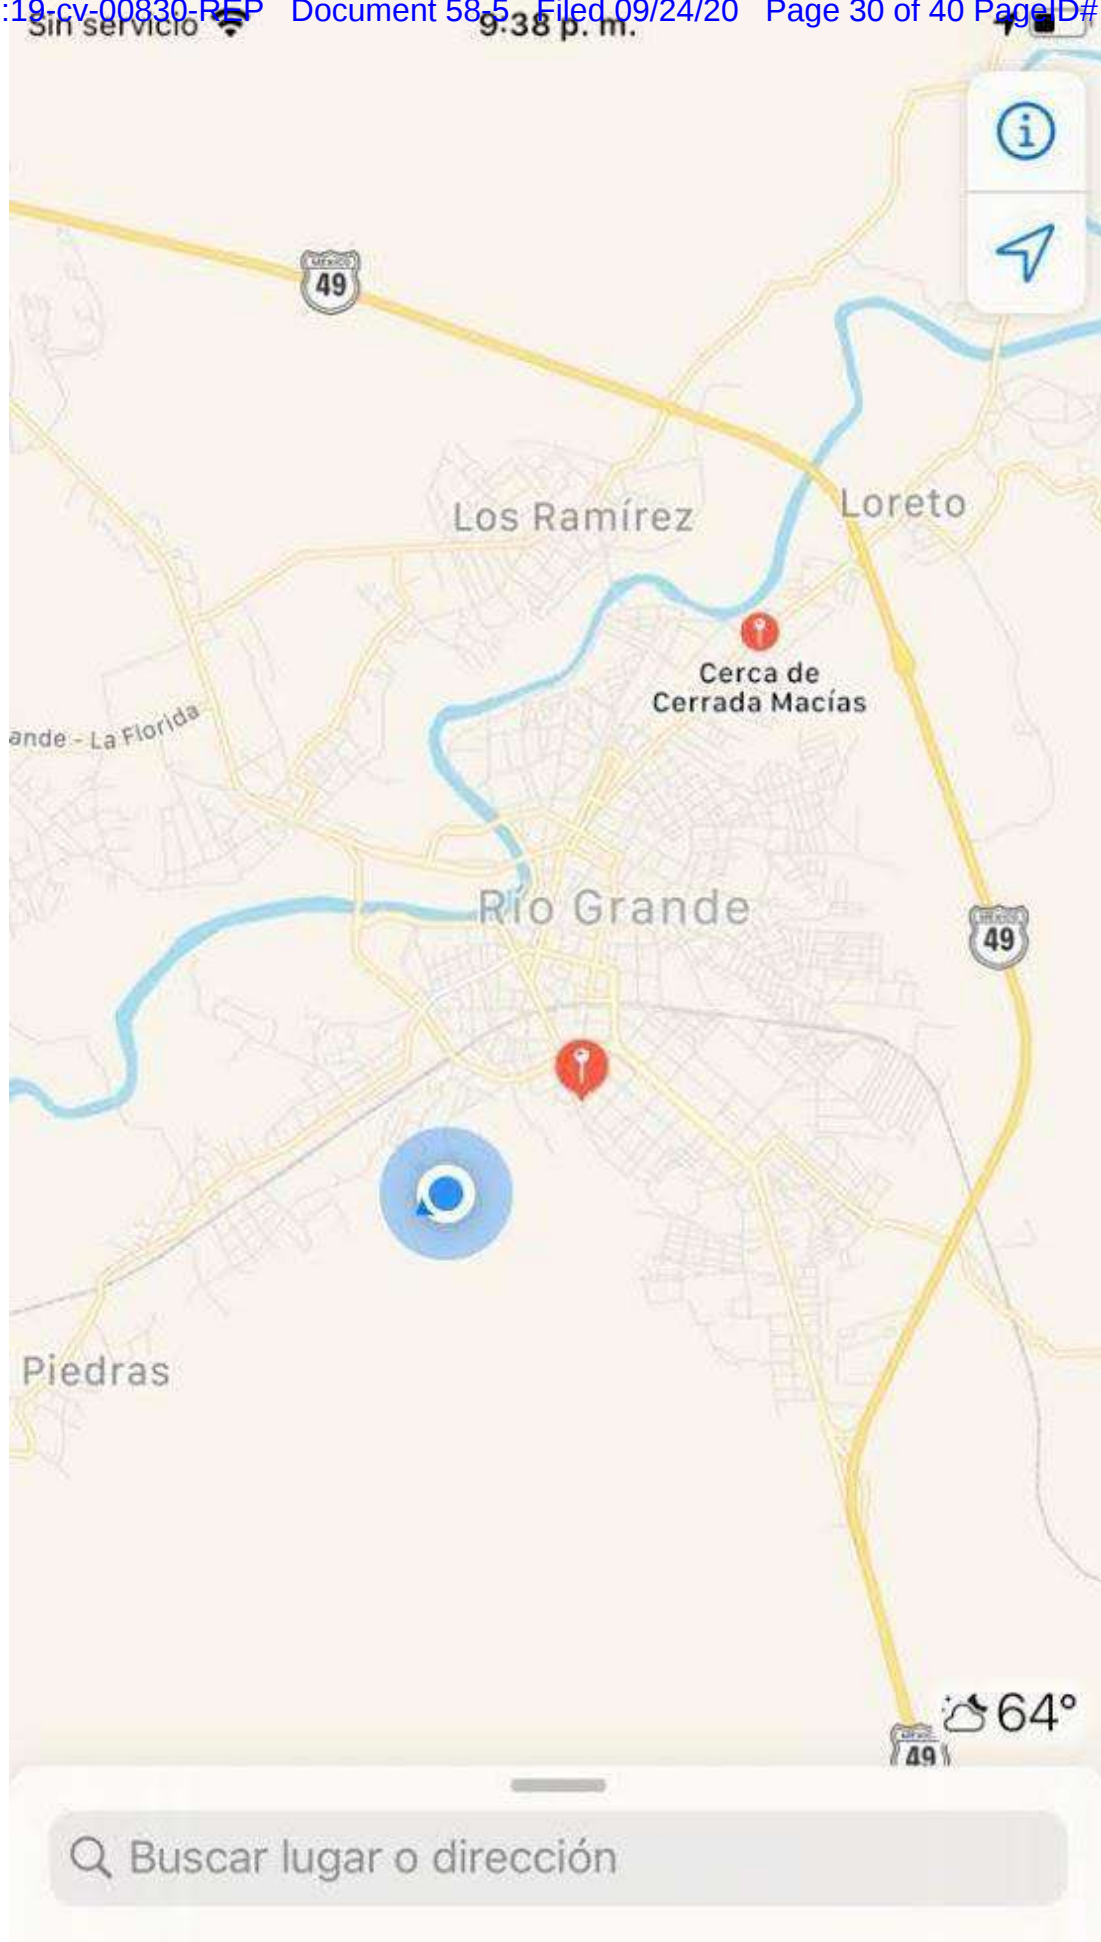 :19-cv-00830-REP Document 58-5 Filed 09/24/20 Page 30 of 40 PageID#
Sin servicio 9:38 p. m.
MEXICO
49
Los Ramírez
Loreto
Cerca de
Cerrada Macías
ande - La Florida
Río Grande
MEXICO
49
Piedras
64°
49
Buscar lugar o dirección